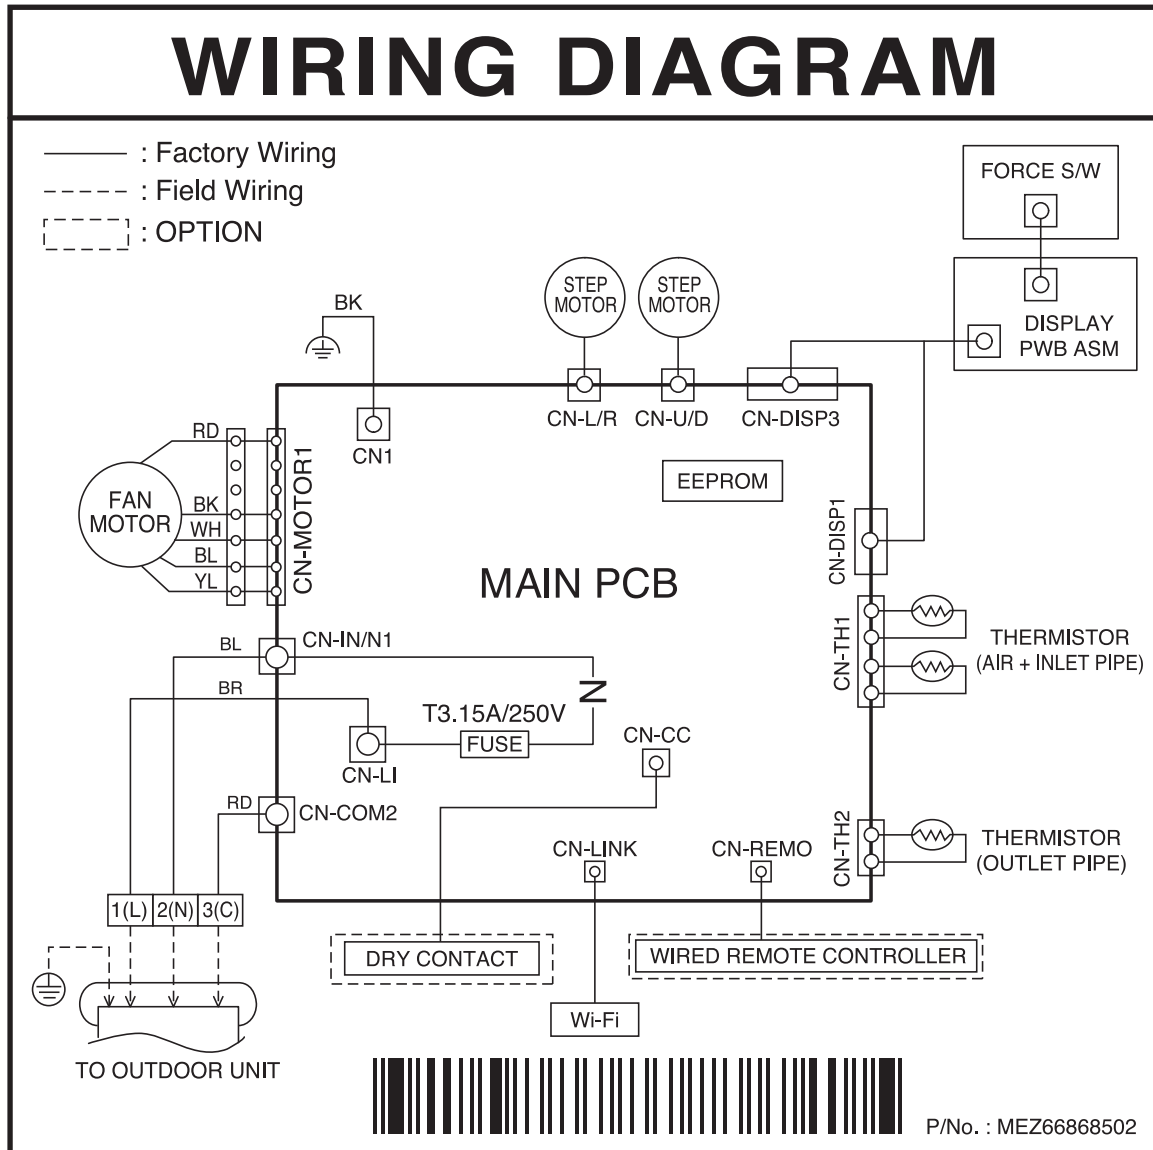 WIRING DIAGRAM
: Factory Wiring
: Field Wiring
: OPTION
FORCE S/W
DISPLAY
PWB ASM
STEP
MOTOR
STEP
MOTOR
BK
CN-L/R
CN-U/D
CN-DISP3
CN1
EEPROM
RD
FAN
MOTOR
BK
WH
BL
YL
CN-MOTOR1
CN-DISP1
MAIN PCB
CN-TH1
THERMISTOR
(AIR + INLET PIPE)
BL
CN-IN/N1
BR
N
T3.15A/250V
FUSE
CN-LI
CN-CC
RD
CN-COM2
CN-TH2
THERMISTOR
(OUTLET PIPE)
CN-LINK
CN-REMO
1(L) 2(N) 3(C)
DRY CONTACT
WIRED REMOTE CONTROLLER
Wi-Fi
TO OUTDOOR UNIT
P/No. : MEZ66868502